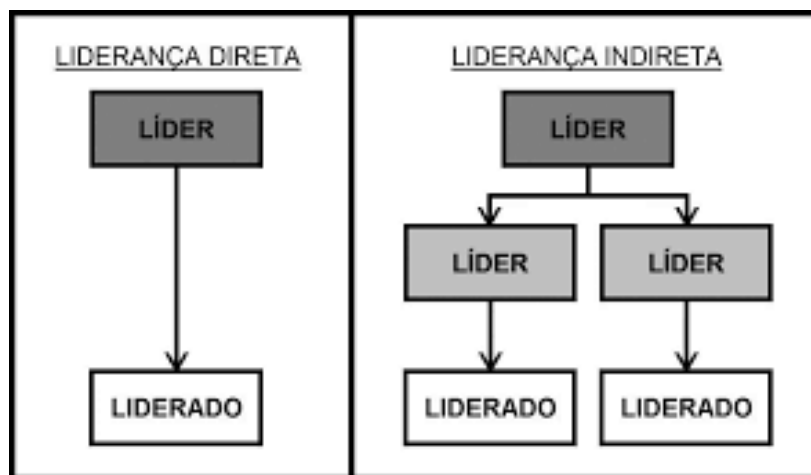 LIDERANÇA DIRETA
LÍDER
LIDERADO
LIDERANÇA INDIRETA
LÍDER
LÍDER
LÍDER
LIDERADO
LIDERADO